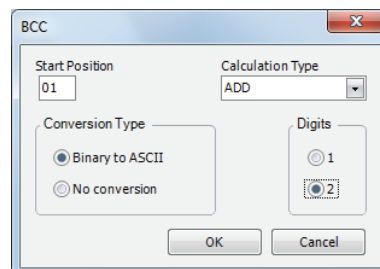 BCC
Start Position Calculation Type
01 ADD
Conversion Type Digits
Binary to ASCII 1
No conversion 2
OK Cancel